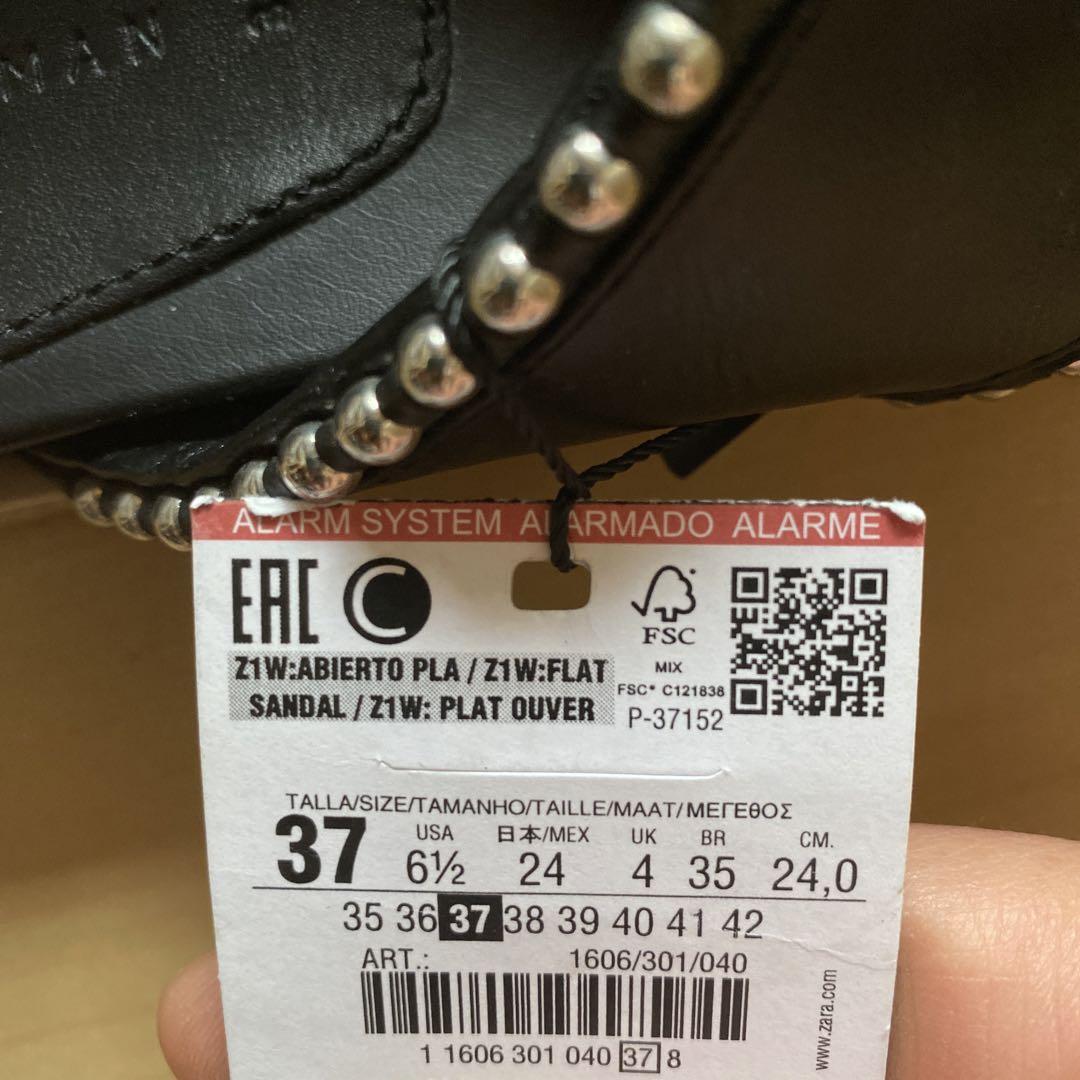 MAN
ALARM SYSTEM ALARMADO ALARME
EAC C
FSC
MIX
FSC® C121838
P-37152
Z1W:ABIERTO PLA / Z1W:FLAT
SANDAL / Z1W: PLAT OUVER
TALLA/SIZE/TAMANHO/TAILLE/MAAT/ΜΕΓΕΘΟΣ
USA 日本/MEX UK BR CM.
37 6½ 24 4 35 24,0
35 36 37 38 39 40 41 42
ART.: 1606/301/040
1 1606 301 040 37 8
www.zara.com